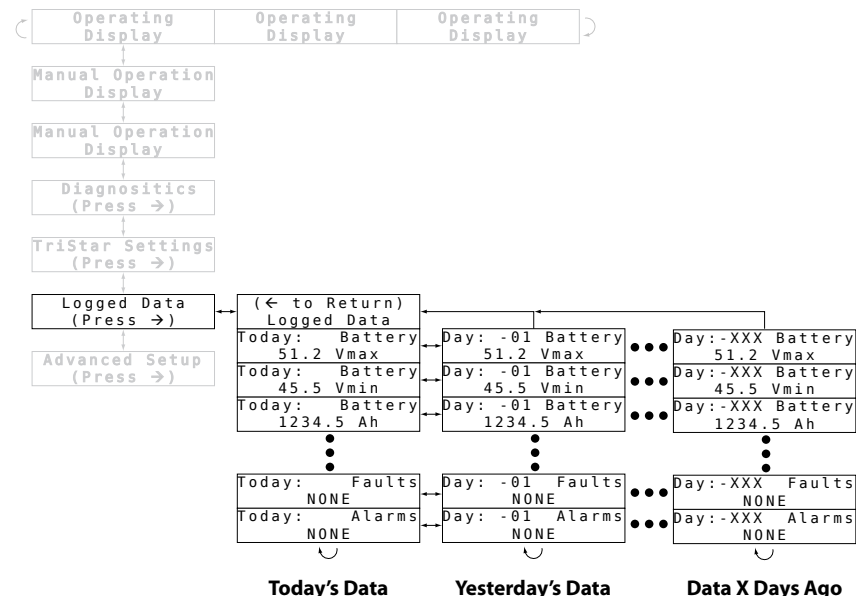 Operating Operating Operating
Display Display Display
Manual Operation
Display
Manual Operation
Display
Diagnositics
(Press →)
TriStar Settings
(Press →)
Logged Data
(Press →)
(← to Return)
Logged Data
Advanced Setup
(Press →)
Today: Battery
51.2 Vmax
Day: -01 Battery
51.2 Vmax
Day:-XXX Battery
51.2 Vmax
Today: Battery
45.5 Vmin
Day: -01 Battery
45.5 Vmin
Day:-XXX Battery
45.5 Vmin
Today: Battery
1234.5 Ah
Day: -01 Battery
1234.5 Ah
Day:-XXX Battery
1234.5 Ah
Today: Faults
NONE
Day: -01 Faults
NONE
Day:-XXX Faults
NONE
Today: Alarms
NONE
Day: -01 Alarms
NONE
Day:-XXX Alarms
NONE
Today's Data Yesterday's Data Data X Days Ago